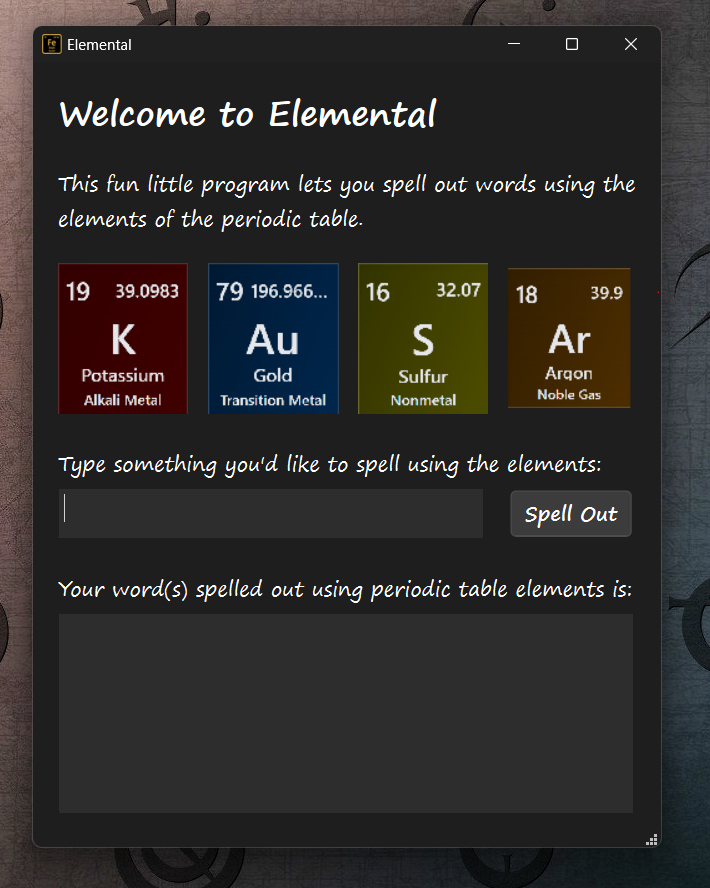 Fe
Elemental
Welcome to Elemental
This fun little program lets you spell out words using the
elements of the periodic table.
19 39.0983
K
Potassium
Alkali Metal
79 196.966...
Au
Gold
Transition Metal
16 32.07
S
Sulfur
Nonmetal
18 39.9
Ar
Argon
Noble Gas
Type something you'd like to spell using the elements:
Spell Out
Your word(s) spelled out using periodic table elements is: